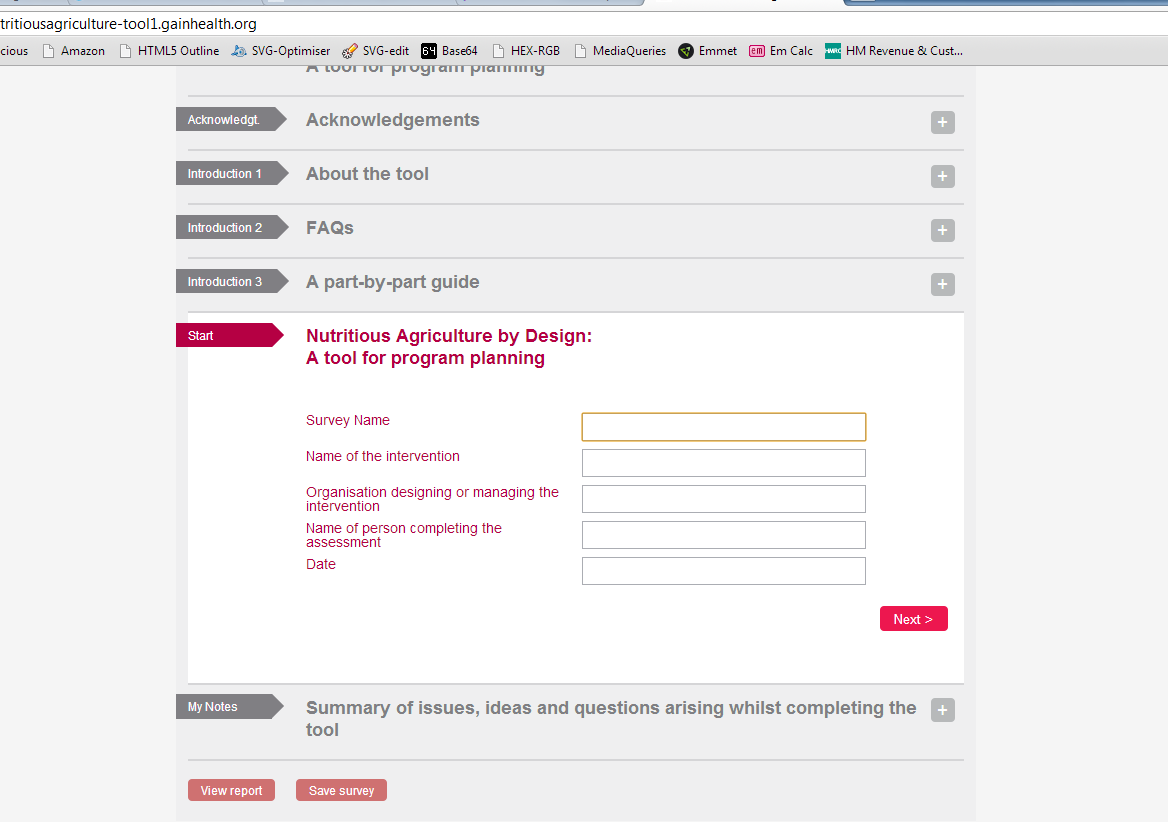 tritiousagriculture-tool1.gainhealth.org
cious Amazon HTML5 Outline SVG-Optimiser SVG-edit 64 Base64 HEX-RGB MediaQueries Emmet em Em Calc HMRC HM Revenue & Cust...
A tool for program planning
Acknowledgt. Acknowledgements +
Introduction 1 About the tool +
Introduction 2 FAQs +
Introduction 3 A part-by-part guide +
Start Nutritious Agriculture by Design:
A tool for program planning
Survey Name
Name of the intervention
Organisation designing or managing the
intervention
Name of person completing the
assessment
Date
Next >
My Notes Summary of issues, ideas and questions arising whilst completing the +
tool
View report Save survey